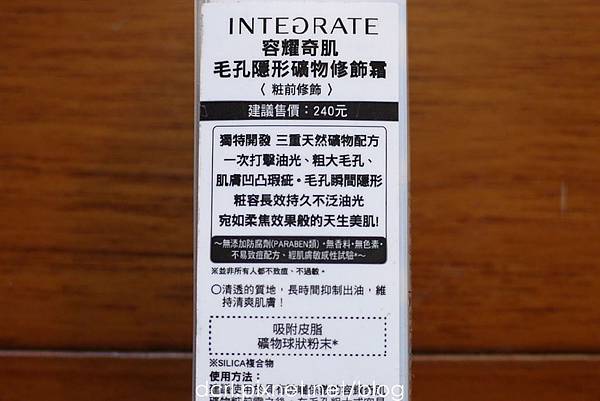 INTEGRATE
容耀奇肌
毛孔隱形礦物修飾霜
〈 粧前修飾 〉
建議售價：240元
獨特開發 三重天然礦物配方
一次打擊油光、粗大毛孔、
肌膚凹凸瑕疵。毛孔瞬間隱形
粧容長效持久不泛油光
宛如柔焦效果般的天生美肌!
～無添加防腐劑(PARABEN類)・無香料・無色素・
不易致痘配方、經肌膚敏感性試驗*～
※並非所有人都不致痘、不過敏。
○清透的質地，長時間抑制出油，維
持清爽肌膚！
吸附皮脂
礦物球狀粉末*
※SILICA複合物
使用方法：